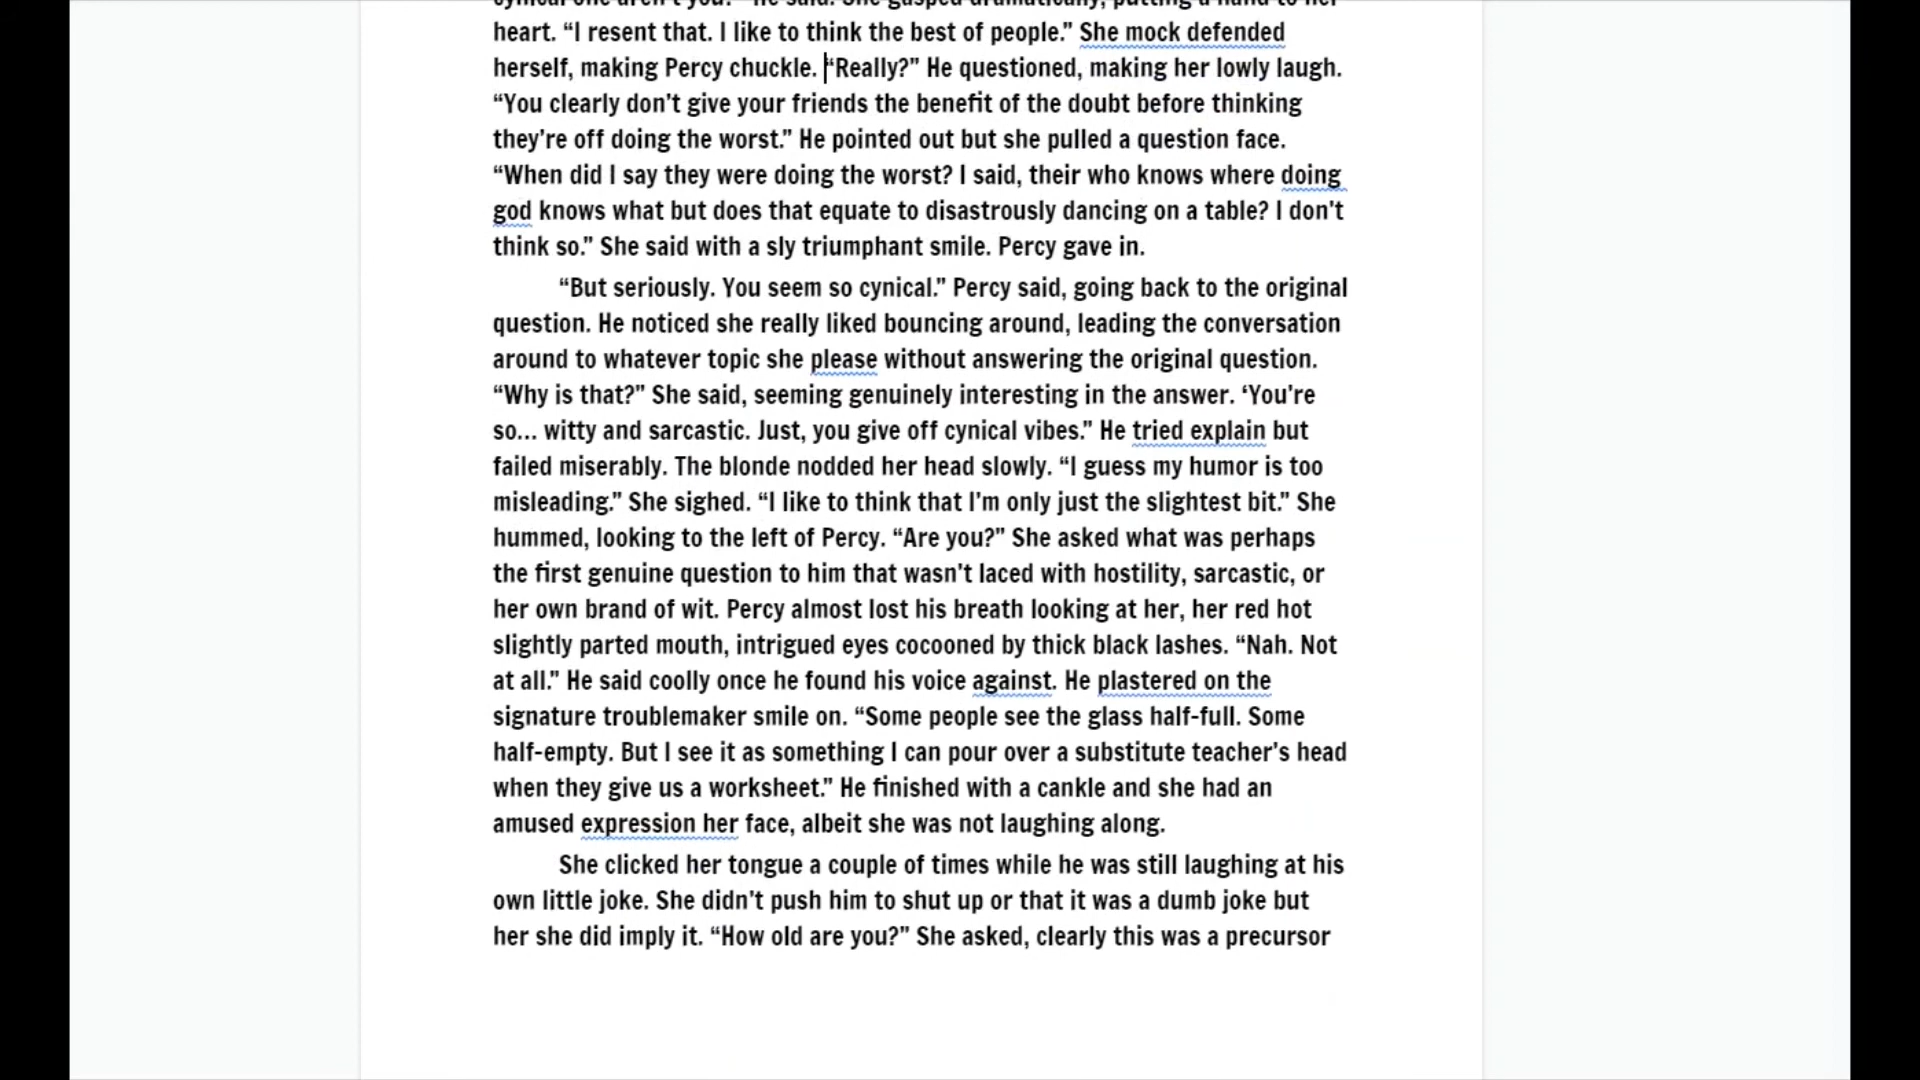 cynical one aren't you." He said. She gasped dramatically, putting a hand to her
heart. “I resent that. I like to think the best of people.” She mock defended
herself, making Percy chuckle. “Really?” He questioned, making her lowly laugh.
“You clearly don’t give your friends the benefit of the doubt before thinking
they’re off doing the worst.” He pointed out but she pulled a question face.
“When did I say they were doing the worst? I said, their who knows where doing
god knows what but does that equate to disastrously dancing on a table? I don’t
think so.” She said with a sly triumphant smile. Percy gave in.
“But seriously. You seem so cynical.” Percy said, going back to the original
question. He noticed she really liked bouncing around, leading the conversation
around to whatever topic she please without answering the original question.
“Why is that?” She said, seeming genuinely interesting in the answer. ‘You’re
so... witty and sarcastic. Just, you give off cynical vibes.” He tried explain but
failed miserably. The blonde nodded her head slowly. “I guess my humor is too
misleading.” She sighed. “I like to think that I’m only just the slightest bit.” She
hummed, looking to the left of Percy. “Are you?” She asked what was perhaps
the first genuine question to him that wasn’t laced with hostility, sarcastic, or
her own brand of wit. Percy almost lost his breath looking at her, her red hot
slightly parted mouth, intrigued eyes cocooned by thick black lashes. “Nah. Not
at all.” He said coolly once he found his voice against. He plastered on the
signature troublemaker smile on. “Some people see the glass half-full. Some
half-empty. But I see it as something I can pour over a substitute teacher’s head
when they give us a worksheet.” He finished with a cankle and she had an
amused expression her face, albeit she was not laughing along.
She clicked her tongue a couple of times while he was still laughing at his
own little joke. She didn’t push him to shut up or that it was a dumb joke but
her she did imply it. “How old are you?” She asked, clearly this was a precursor